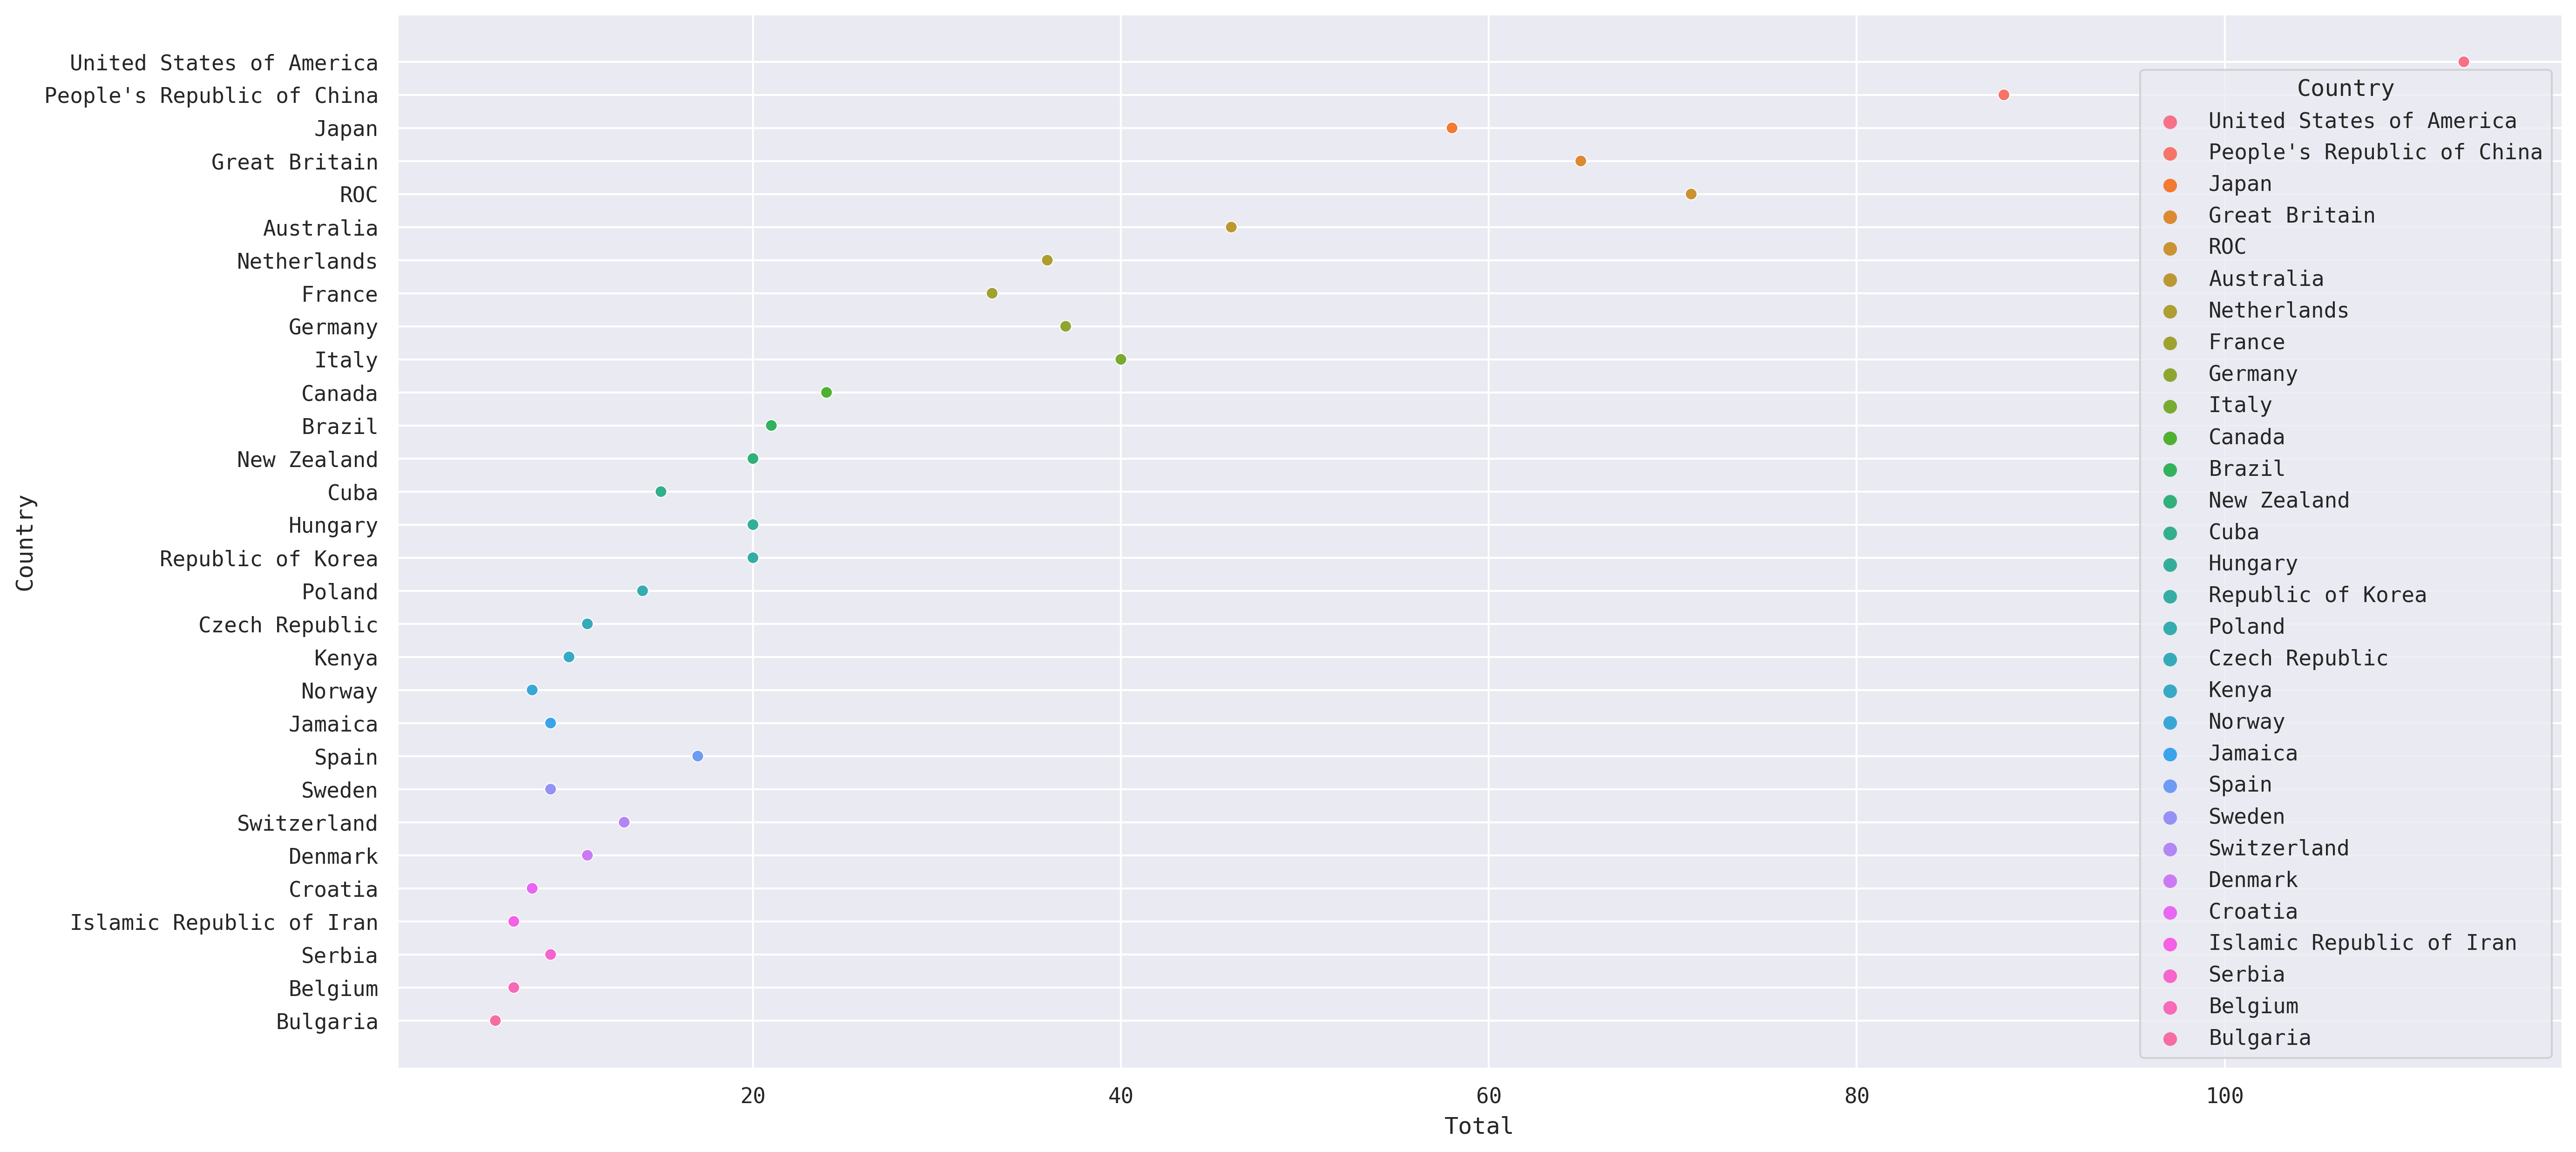 United States of America
People's Republic of China
Japan
Great Britain
ROC
Australia
Netherlands
France
Germany
Italy
Canada
Brazil
New Zealand
Cuba
Hungary
Republic of Korea
Poland
Czech Republic
Kenya
Norway
Jamaica
Spain
Sweden
Switzerland
Denmark
Croatia
Islamic Republic of Iran
Serbia
Belgium
Bulgaria
Country
20 40 60 80 100
Total
Country
United States of America
People's Republic of China
Japan
Great Britain
ROC
Australia
Netherlands
France
Germany
Italy
Canada
Brazil
New Zealand
Cuba
Hungary
Republic of Korea
Poland
Czech Republic
Kenya
Norway
Jamaica
Spain
Sweden
Switzerland
Denmark
Croatia
Islamic Republic of Iran
Serbia
Belgium
Bulgaria